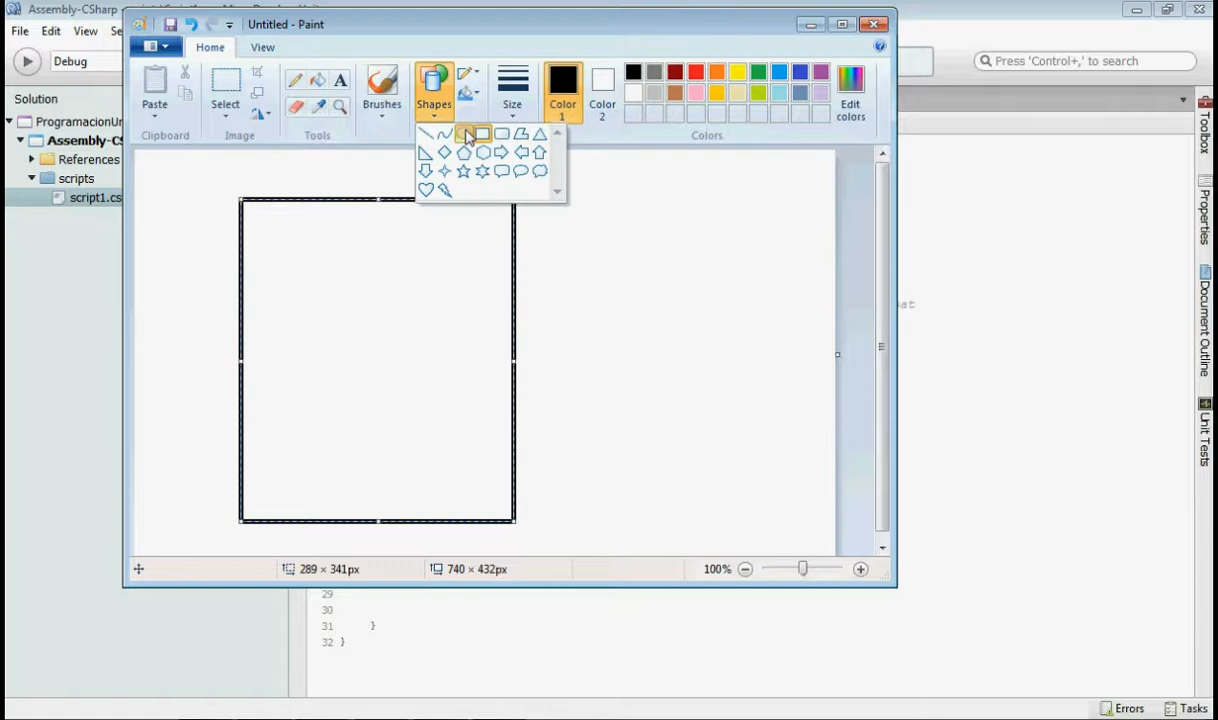 Assembly-CSharp
Untitled - Paint
File Edit View
Home View
Debug
Press 'Control+,' to search
Paste
Select
A
Brushes
Shapes
Size
Color
1
Color
2
Edit
colors
Clipboard
Image
Tools
Colors
Solution
ProgramacionUn
Assembly-CS
References
scripts
script1.cs
Toolbox
Properties
Document Outline
Unit Tests
289 × 341px
740 × 432px
100%
29
30
31 }
32 }
Errors
Tasks